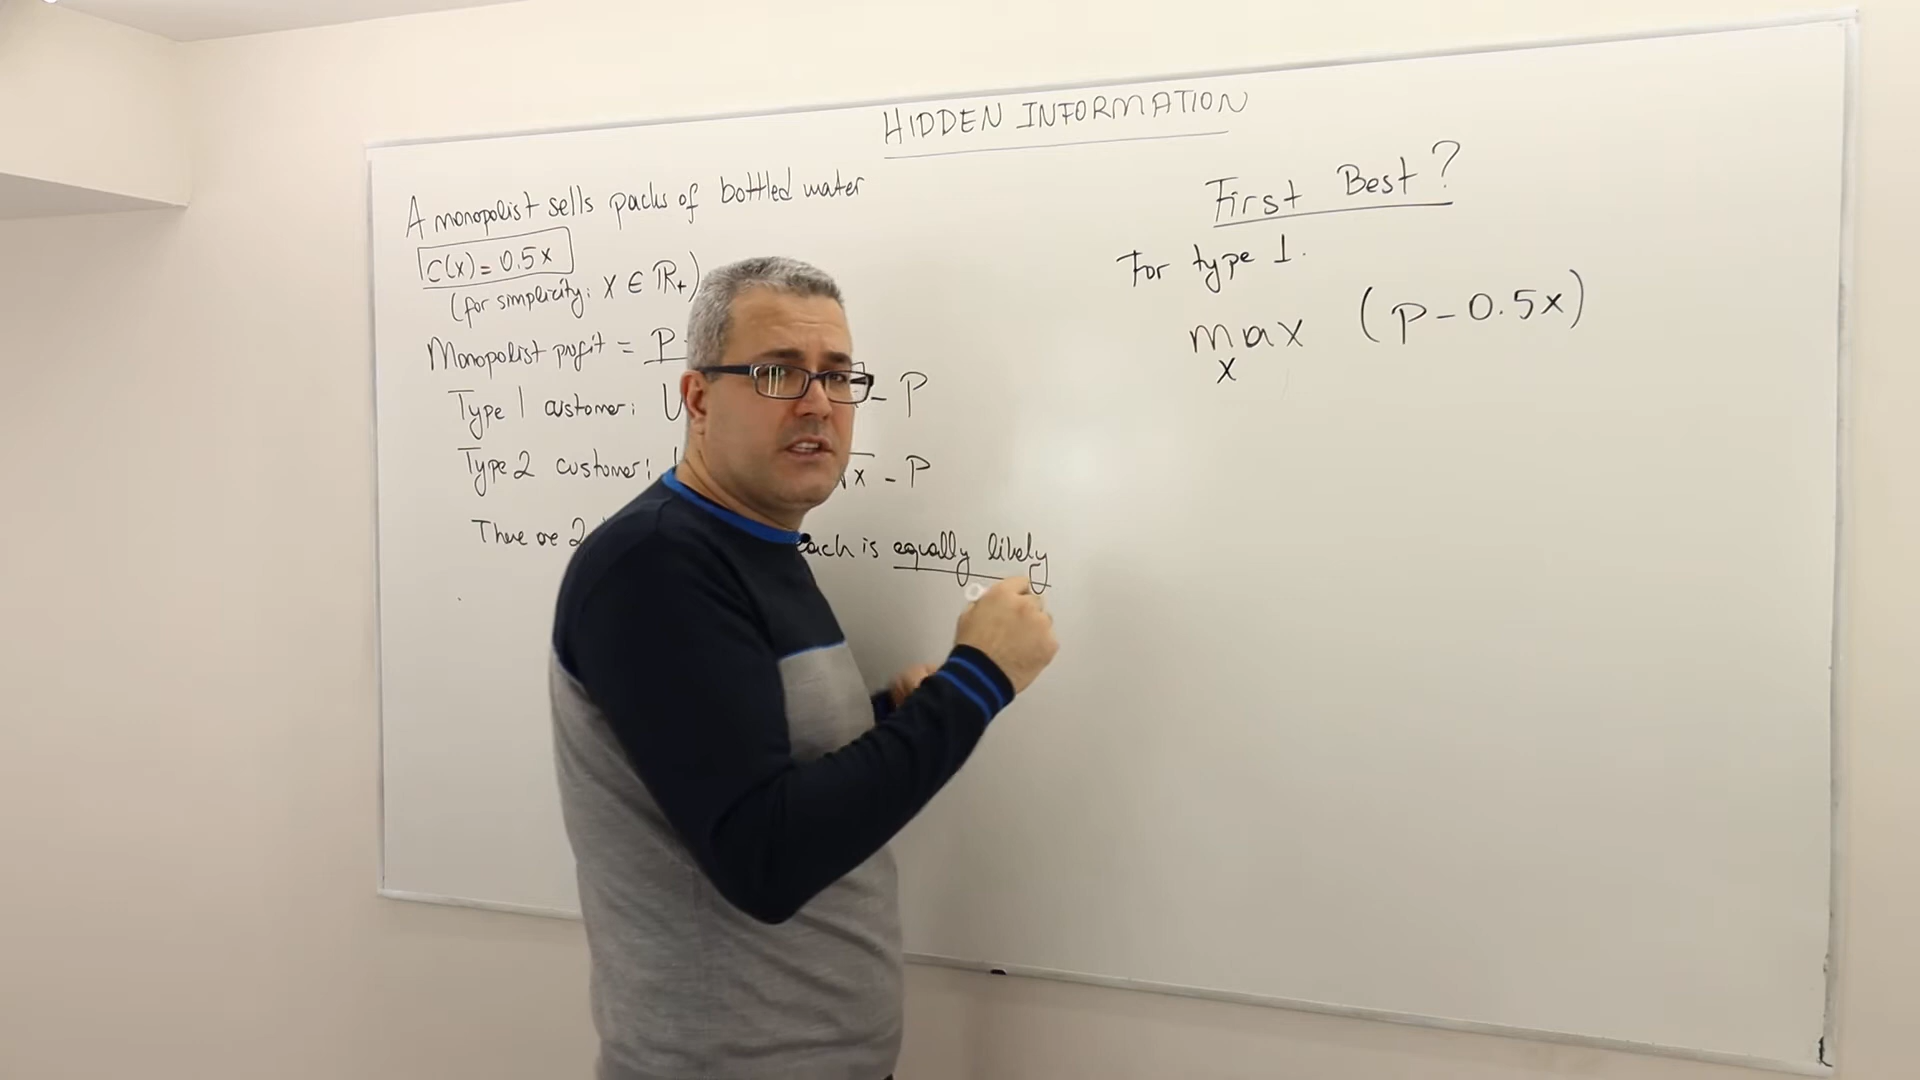 HIDDEN INFORMATION
A monopolist sells packs of bottled water
C(x) = 0.5x
(for simplicity: x ∈ ℝ₊)
Monopolist profit = P
Type 1 customer: U - P
Type 2 customer: √x - P
There are 2 each is equally likely
First Best?
For type 1.
max (P - 0.5x)
x